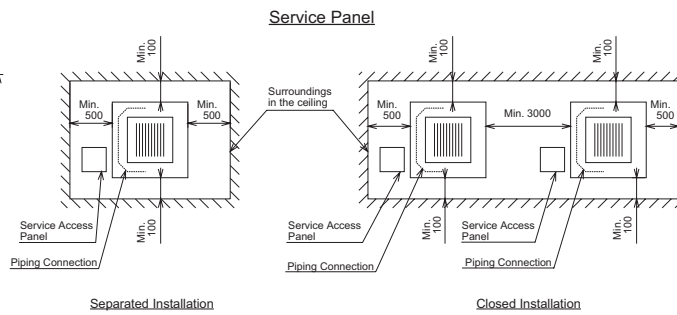 Service Panel
Min.
100
Min.
500
Min.
500
Surroundings
in the ceiling
Service Access
Panel
Piping Connection
Min.
100
Separated Installation
Min.
100
Min.
100
Min.
500
Min. 3000
Min.
500
Service Access
Panel
Piping Connection
Min.
100
Service Access
Panel
Piping Connection
Min.
100
Closed Installation